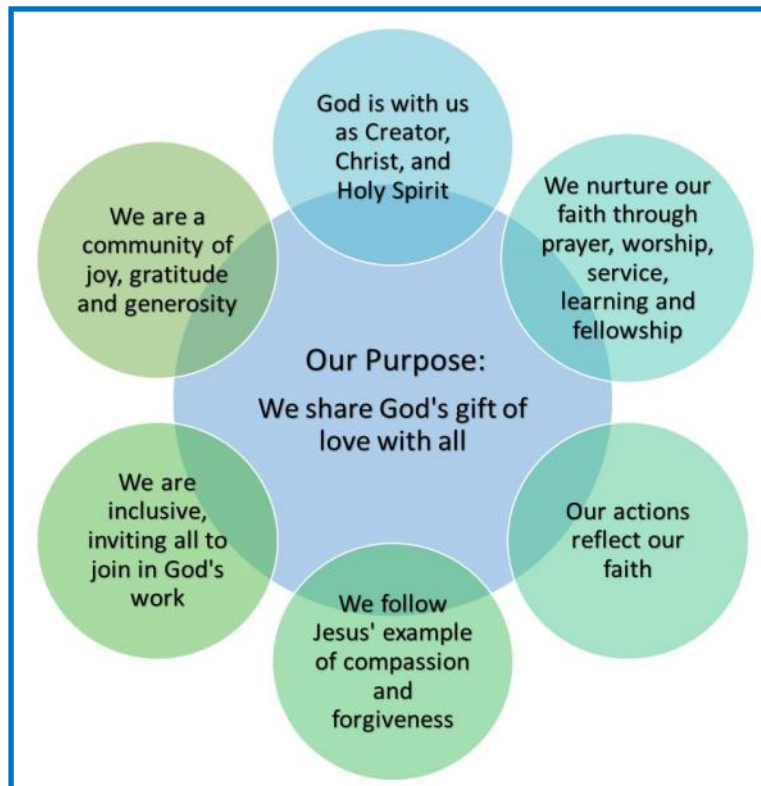 God is with us
as Creator,
Christ, and
Holy Spirit
We nurture our
faith through
prayer, worship,
service,
learning and
fellowship
Our actions
reflect our
faith
We follow
Jesus' example
of compassion
and
forgiveness
We are
inclusive,
inviting all to
join in God's
work
We are a
community of
joy, gratitude
and generosity
Our Purpose:
We share God's gift of
love with all